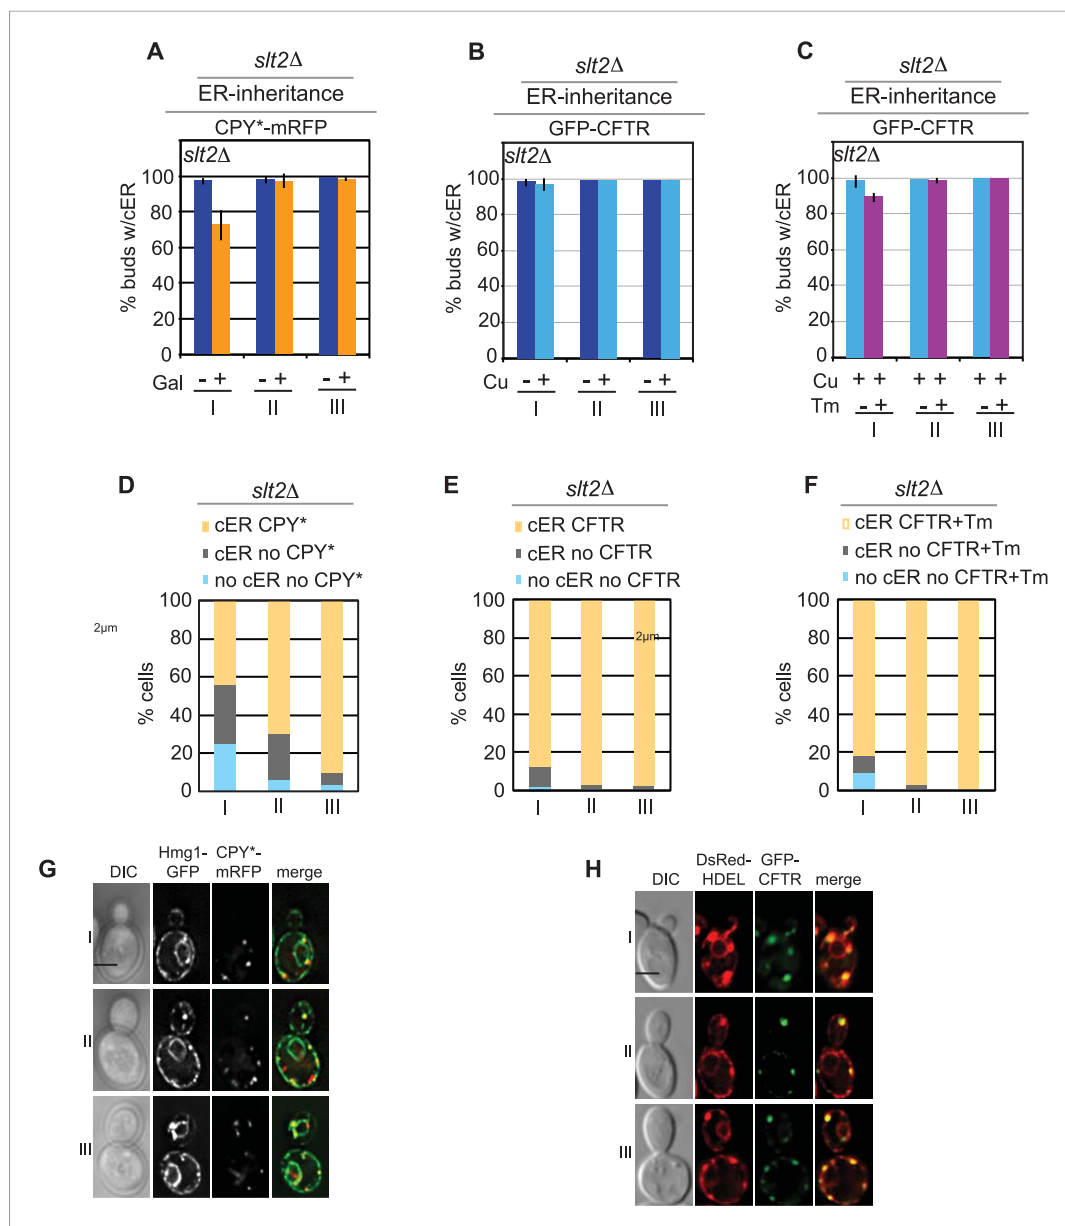 A
slt2Δ
ER-inheritance
CPY*-mRFP
slt2Δ
% buds w/cER
100
80
60
40
20
0
Gal - + - + - +
I II III
B
slt2Δ
ER-inheritance
GFP-CFTR
slt2Δ
% buds w/cER
100
80
60
40
20
0
Cu - + - + - +
I II III
C
slt2Δ
ER-inheritance
GFP-CFTR
slt2Δ
% buds w/cER
100
80
60
40
20
0
Cu + + + + + +
Tm - + - + - +
I II III
D
slt2Δ
cER CPY*
cER no CPY*
no cER no CPY*
2µm
% cells
100
80
60
40
20
0
I II III
E
slt2Δ
cER CFTR
cER no CFTR
no cER no CFTR
2µm
% cells
100
80
60
40
20
0
I II III
F
slt2Δ
cER CFTR+Tm
cER no CFTR+Tm
no cER no CFTR+Tm
% cells
100
80
60
40
20
0
I II III
G
Hmg1- CPY*-
DIC GFP mRFP merge
I
II
III
H
DsRed- GFP-
DIC HDEL CFTR merge
I
II
III